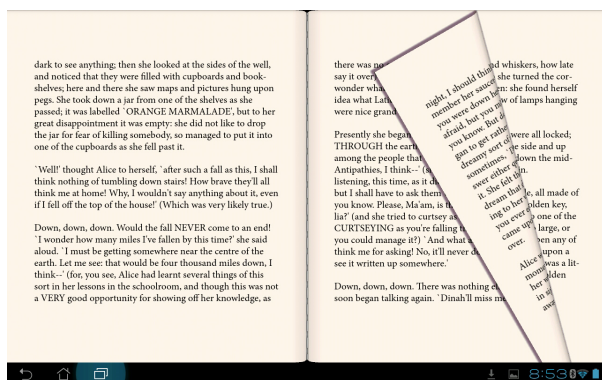 dark to see anything; then she looked at the sides of the well,
and noticed that they were filled with cupboards and book-
shelves; here and there she saw maps and pictures hung upon
pegs. She took down a jar from one of the shelves as she
passed; it was labelled `ORANGE MARMALADE', but to her
great disappointment it was empty: she did not like to drop
the jar for fear of killing somebody, so managed to put it into
one of the cupboards as she fell past it.
`Well!' thought Alice to herself, `after such a fall as this, I shall
think nothing of tumbling down stairs! How brave they'll all
think me at home! Why, I wouldn't say anything about it, even
if I fell off the top of the house!' (Which was very likely true.)
Down, down, down. Would the fall NEVER come to an end!
`I wonder how many miles I've fallen by this time?' she said
aloud. `I must be getting somewhere near the centre of the
earth. Let me see: that would be four thousand miles down, I
think--' (for, you see, Alice had learnt several things of this
sort in her lessons in the schoolroom, and though this was not
a VERY good opportunity for showing off her knowledge, as
there was no
say it over)
wonder wha
idea what Lati
were nice grand
Presently she began
THROUGH the earth
among the people that
Antipathies, I think--' (s
listening, this time, as it di
but I shall have to ask them
you know. Please, Ma'am, is th
lia?' (and she tried to curtsey as
CURTSEYING as you're falling t
you could manage it?) `And what a
think me for asking! No, it'll never d
see it written up somewhere.'
Down, down, down. There was nothing el
soon began talking again. `Dinah'll miss me
night, I should thin
member her sauce
you were down he
afraid, but you m
you know. But d
gan to get rathe
dreamy sort of
sometimes, `
swer either q
it. She felt th
dream that
ing to her
you ever
came up
over.
Alice w
mome
her w
in si
awa
nd whiskers, how late
she turned the cor-
en: she found herself
w of lamps hanging
were all locked;
e side and up
down the mid-
n.
e, all made of
olden key,
o one of the
large, or
en any of
upon a
was a lit-
olden
8:53